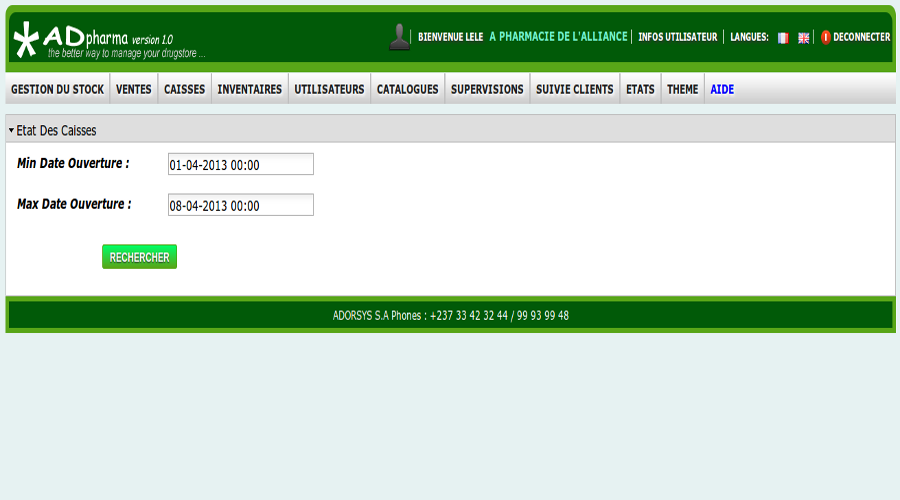 ADpharma version 1.0
the better way to manage your drugstore ...
BIENVENUE LELE A PHARMACIE DE L'ALLIANCE INFOS UTILISATEUR LANGUES: DECONNECTER
GESTION DU STOCK VENTES CAISSES INVENTAIRES UTILISATEURS CATALOGUES SUPERVISIONS SUIVIE CLIENTS ETATS THEME AIDE
Etat Des Caisses
Min Date Ouverture : 01-04-2013 00:00
Max Date Ouverture : 08-04-2013 00:00
RECHERCHER
ADORSYS S.A Phones : +237 33 42 32 44 / 99 93 99 48